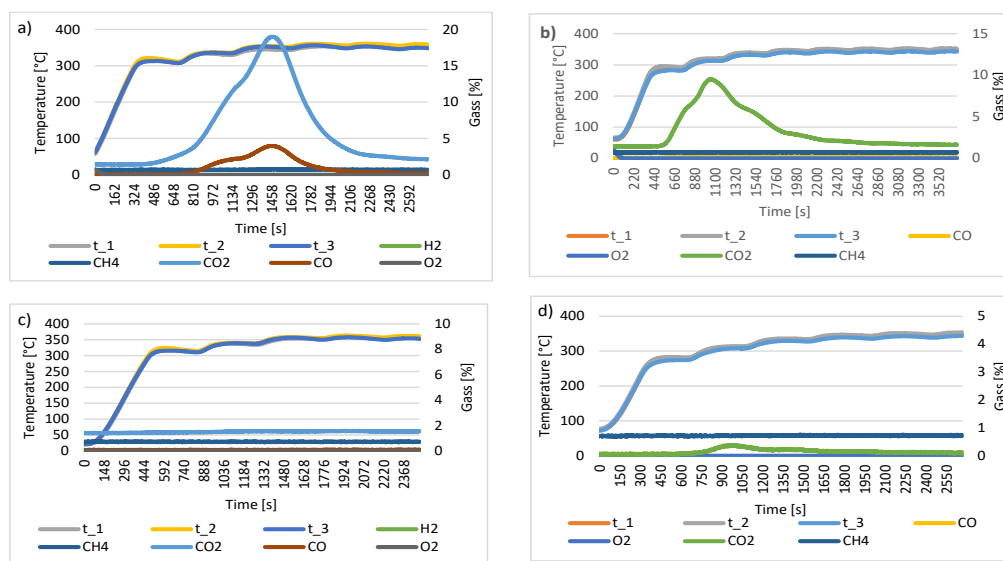 a)
Temperature [°C]
400
300
200
100
0
20
15
10
5
0
Gass [%]
0 162 324 486 648 810 972 1134 1296 1458 1620 1782 1944 2106 2268 2430 2592
Time [s]
t_1 t_2 t_3 H2
CH4 CO2 CO O2
b)
Temperature [°C]
400
300
200
100
0
15
10
5
0
Gass [%]
0 220 440 660 880 1100 1320 1540 1760 1980 2200 2420 2640 2860 3080 3300 3520
Time [s]
t_1 t_2 t_3 CO
O2 CO2 CH4
c)
Temperature [°C]
400
350
300
250
200
150
100
50
0
10
8
6
4
2
0
Gass [%]
0 148 296 444 592 740 888 1036 1184 1332 1480 1628 1776 1924 2072 2220 2368
Time [s]
t_1 t_2 t_3 H2
CH4 CO2 CO O2
d)
Temperature [°C]
400
300
200
100
0
5
4
3
2
1
0
Gass [%]
0 150 300 450 600 750 900 1050 1200 1350 1500 1650 1800 1950 2100 2250 2400 2550
Time [s]
t_1 t_2 t_3 CO
O2 CO2 CH4